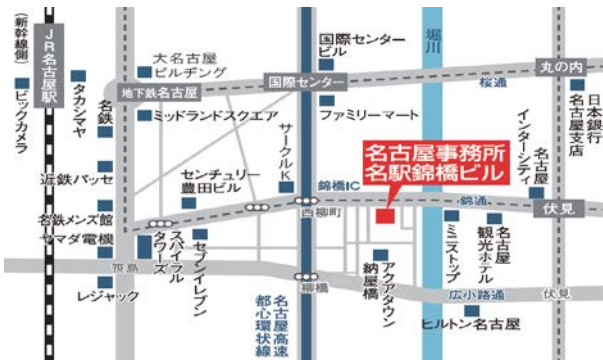 (新幹線側)
ビックカメラ
JR名古屋駅
タカシマヤ
名鉄
近鉄パッセ
名鉄メンズ館
ヤマダ電機
レジャック
笹島
大名古屋
ビルヂング
地下鉄名古屋
ミッドランドスクエア
センチュリー
豊田ビル
サークルK
スパイラル
タワーズ
セブンイレブン
国際センター
ビル
国際センター
ファミリーマート
錦橋IC
西柳町
柳橋
名古屋高速
都心環状線
堀川
桜通
丸の内
日本銀行
名古屋支店
名古屋
インターシティ
名古屋事務所
名駅錦橋ビル
錦通
伏見
アクアタウン
納屋橋
ミニストップ
名古屋
観光ホテル
広小路通
伏見
ヒルトン名古屋